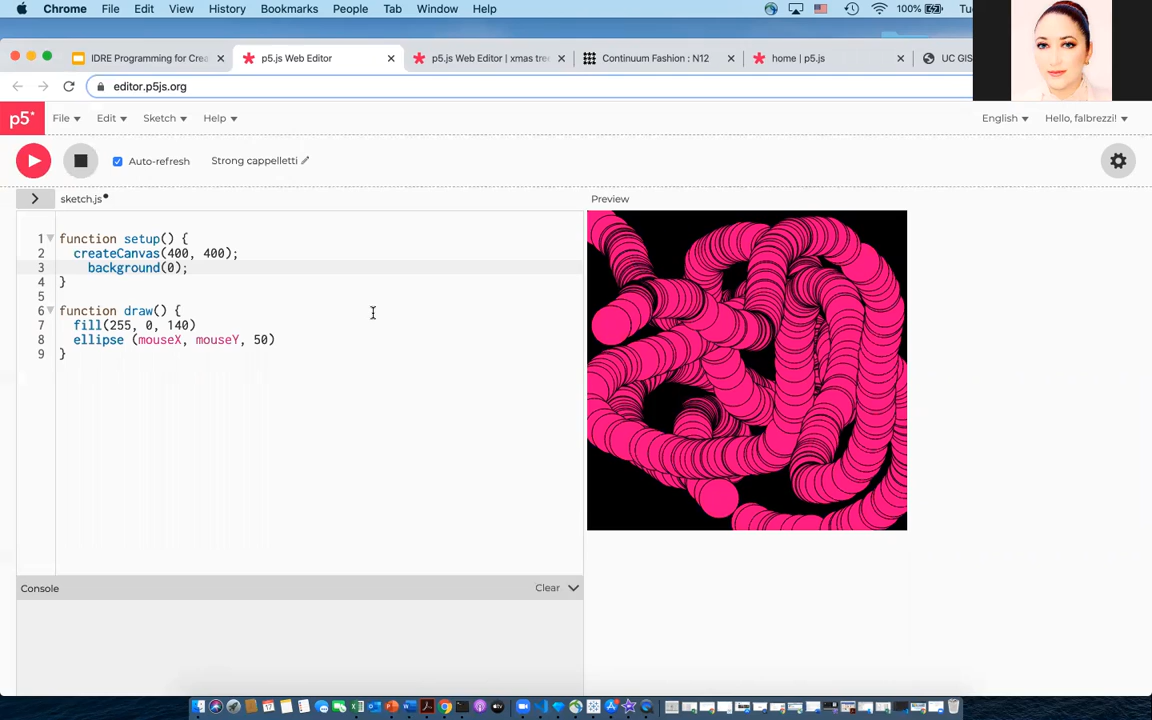 Chrome File Edit View History Bookmarks People Tab Window Help 100% Tu
IDRE Programming for Crea p5.js Web Editor p5.js Web Editor | xmas tre Continuum Fashion : N12 home | p5.js UC GIS
editor.p5js.org
p5* File Edit Sketch Help English Hello, falbrezzi!
Auto-refresh Strong cappelletti
sketch.js Preview
1 function setup() {
2 createCanvas(400, 400);
3 background(0);
4 }
5
6 function draw() {
7 fill(255, 0, 140)
8 ellipse (mouseX, mouseY, 50)
9 }
Console Clear